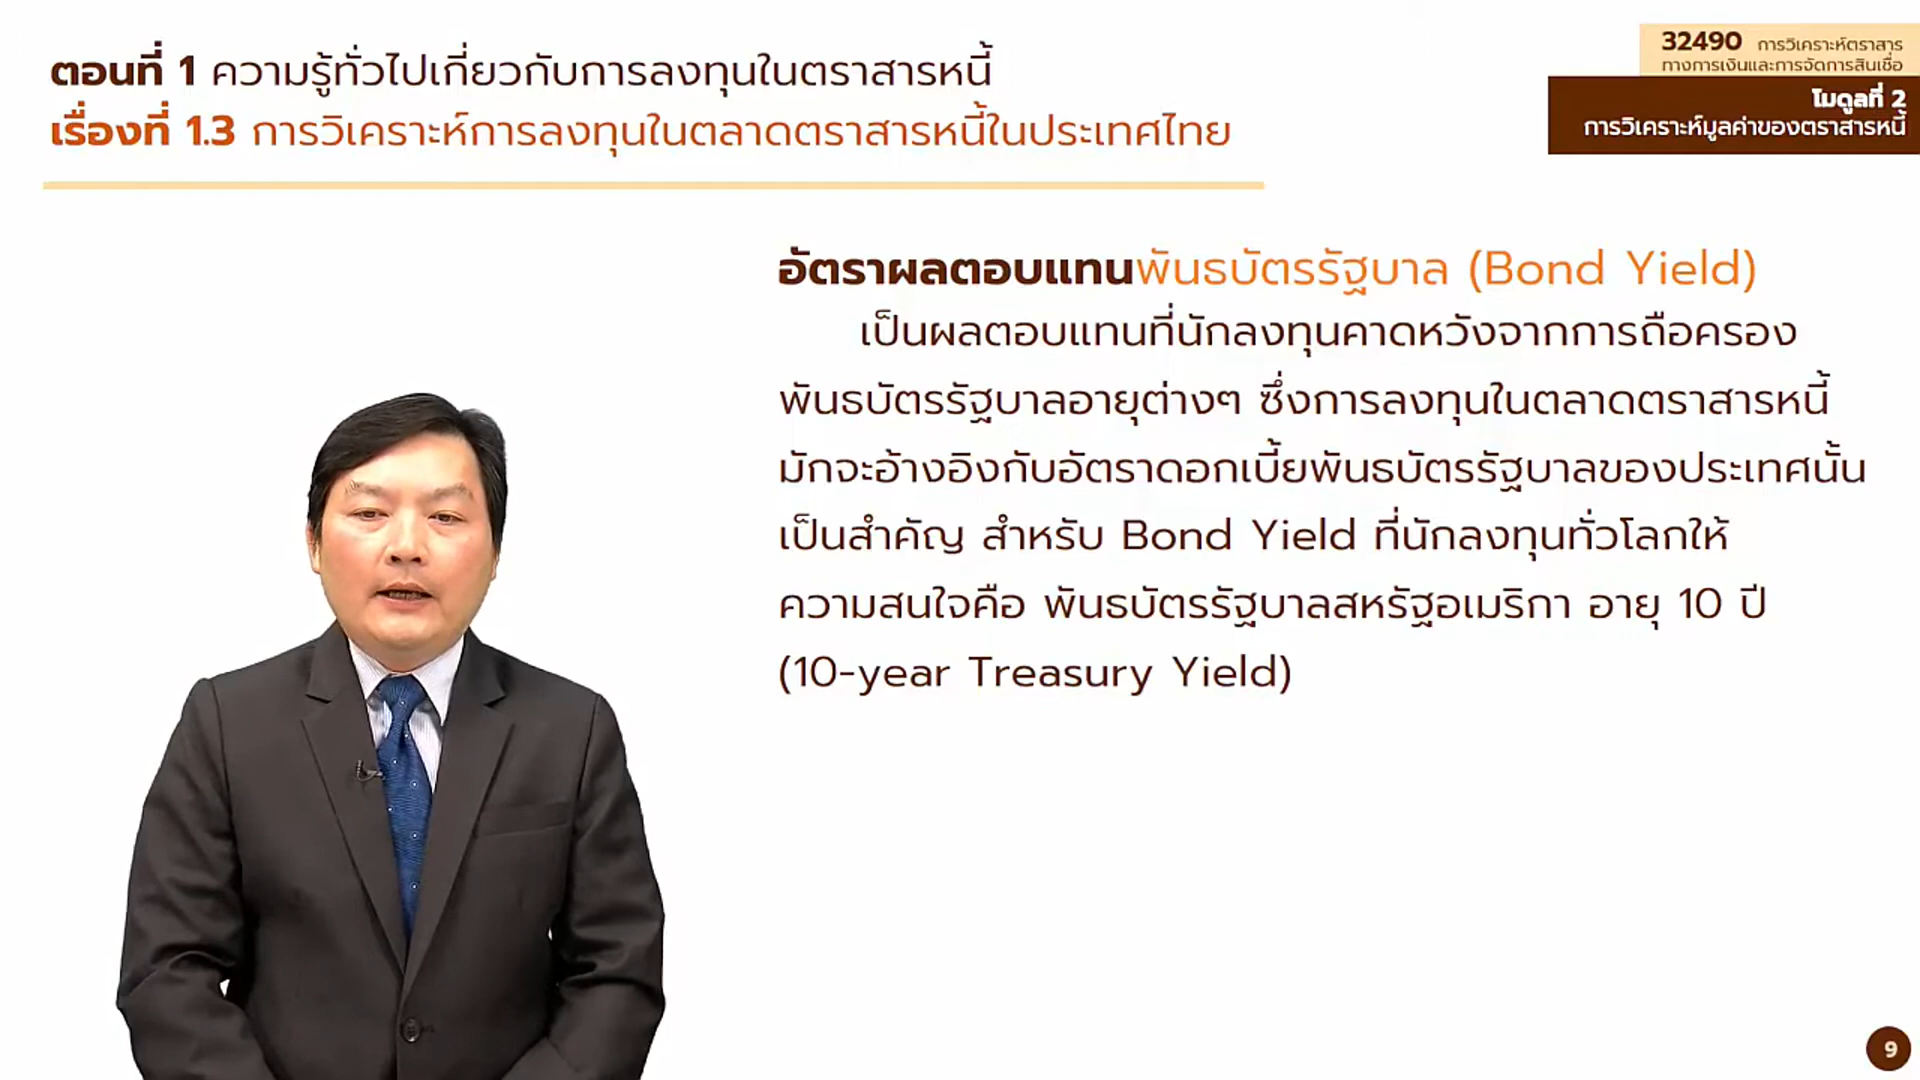 ตอนที่ 1 ความรู้ทั่วไปเกี่ยวกับการลงทุนในตราสารหนี้
เรื่องที่ 1.3 การวิเคราะห์การลงทุนในตลาดตราสารหนี้ในประเทศไทย
32490 การวิเคราะห์ตราสาร
ทางการเงินและการจัดการสินเชื่อ
โมดูลที่ 2
การวิเคราะห์มูลค่าของตราสารหนี้
อัตราผลตอบแทนพันธบัตรรัฐบาล (Bond Yield)
เป็นผลตอบแทนที่นักลงทุนคาดหวังจากการถือครอง
พันธบัตรรัฐบาลอายุต่างๆ ซึ่งการลงทุนในตลาดตราสารหนี้
มักจะอ้างอิงกับอัตราดอกเบี้ยพันธบัตรรัฐบาลของประเทศนั้น
เป็นสำคัญ สำหรับ Bond Yield ที่นักลงทุนทั่วโลกให้
ความสนใจคือ พันธบัตรรัฐบาลสหรัฐอเมริกา อายุ 10 ปี
(10-year Treasury Yield)
9